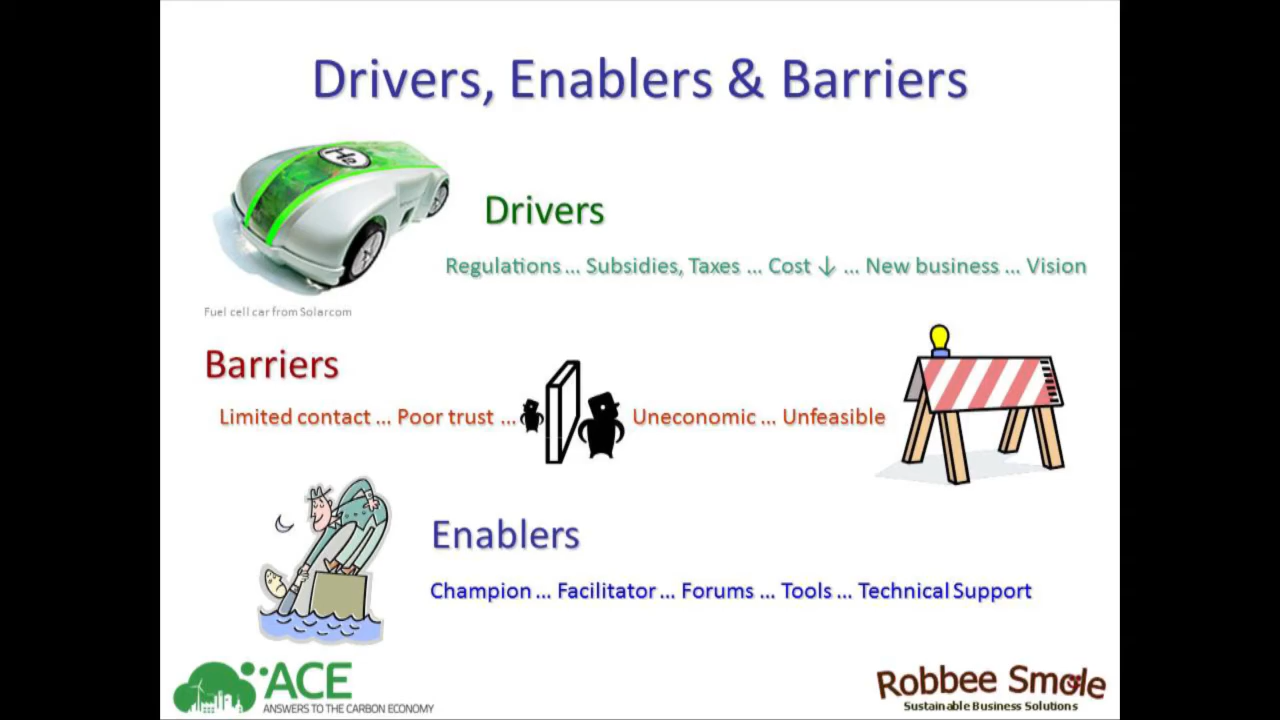 Drivers, Enablers & Barriers
He
Drivers
Regulations ... Subsidies, Taxes ... Cost ↓ ... New business ... Vision
Fuel cell car from Solarcom
Barriers
Limited contact ... Poor trust ... Uneconomic ... Unfeasible
Enablers
Champion ... Facilitator ... Forums ... Tools ... Technical Support
ACE
ANSWERS TO THE CARBON ECONOMY
Robbee Smole
Sustainable Business Solutions